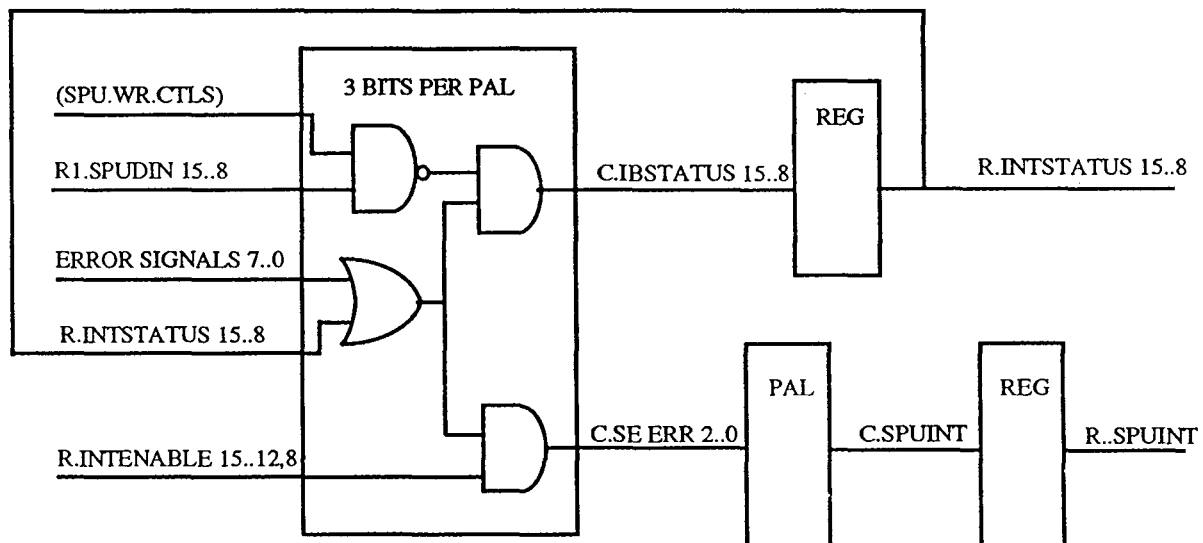 3 BITS PER PAL
(SPU.WR.CTLS)
REG
R1.SPUDIN 15..8
C.IBSTATUS 15..8
R.INTSTATUS 15..8
ERROR SIGNALS 7..0
R.INTSTATUS 15..8
PAL
REG
C.SE ERR 2..0
C.SPUINT
R..SPUINT
R.INTENABLE 15..12,8